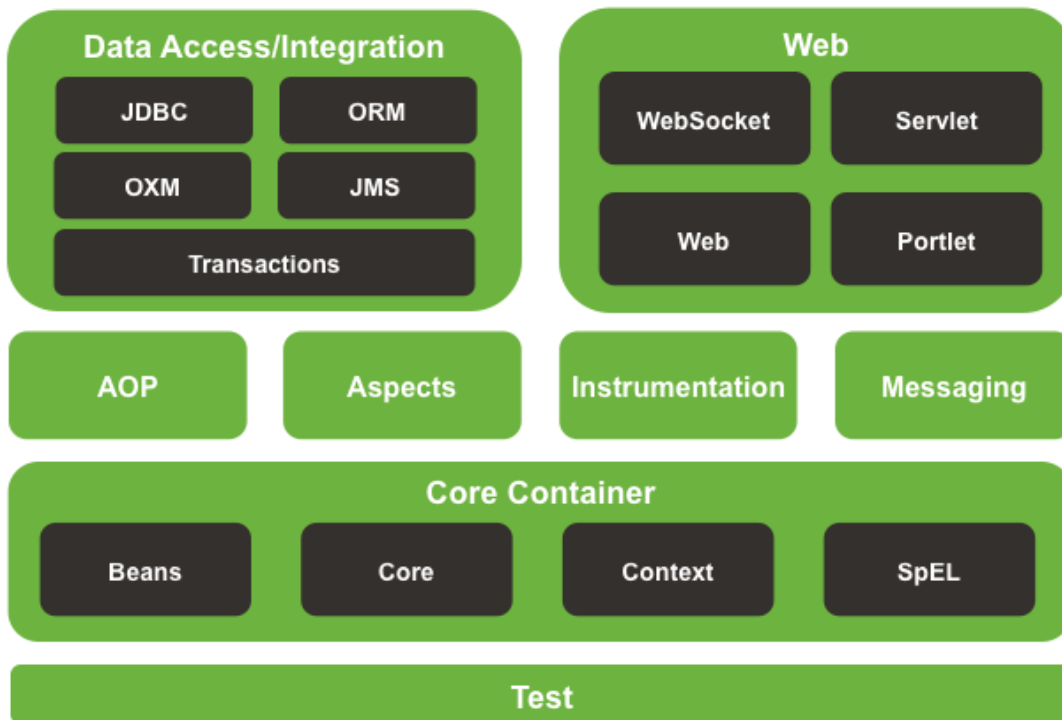 Data Access/Integration
JDBC
ORM
OXM
JMS
Transactions
Web
WebSocket
Servlet
Web
Portlet
AOP
Aspects
Instrumentation
Messaging
Core Container
Beans
Core
Context
SpEL
Test